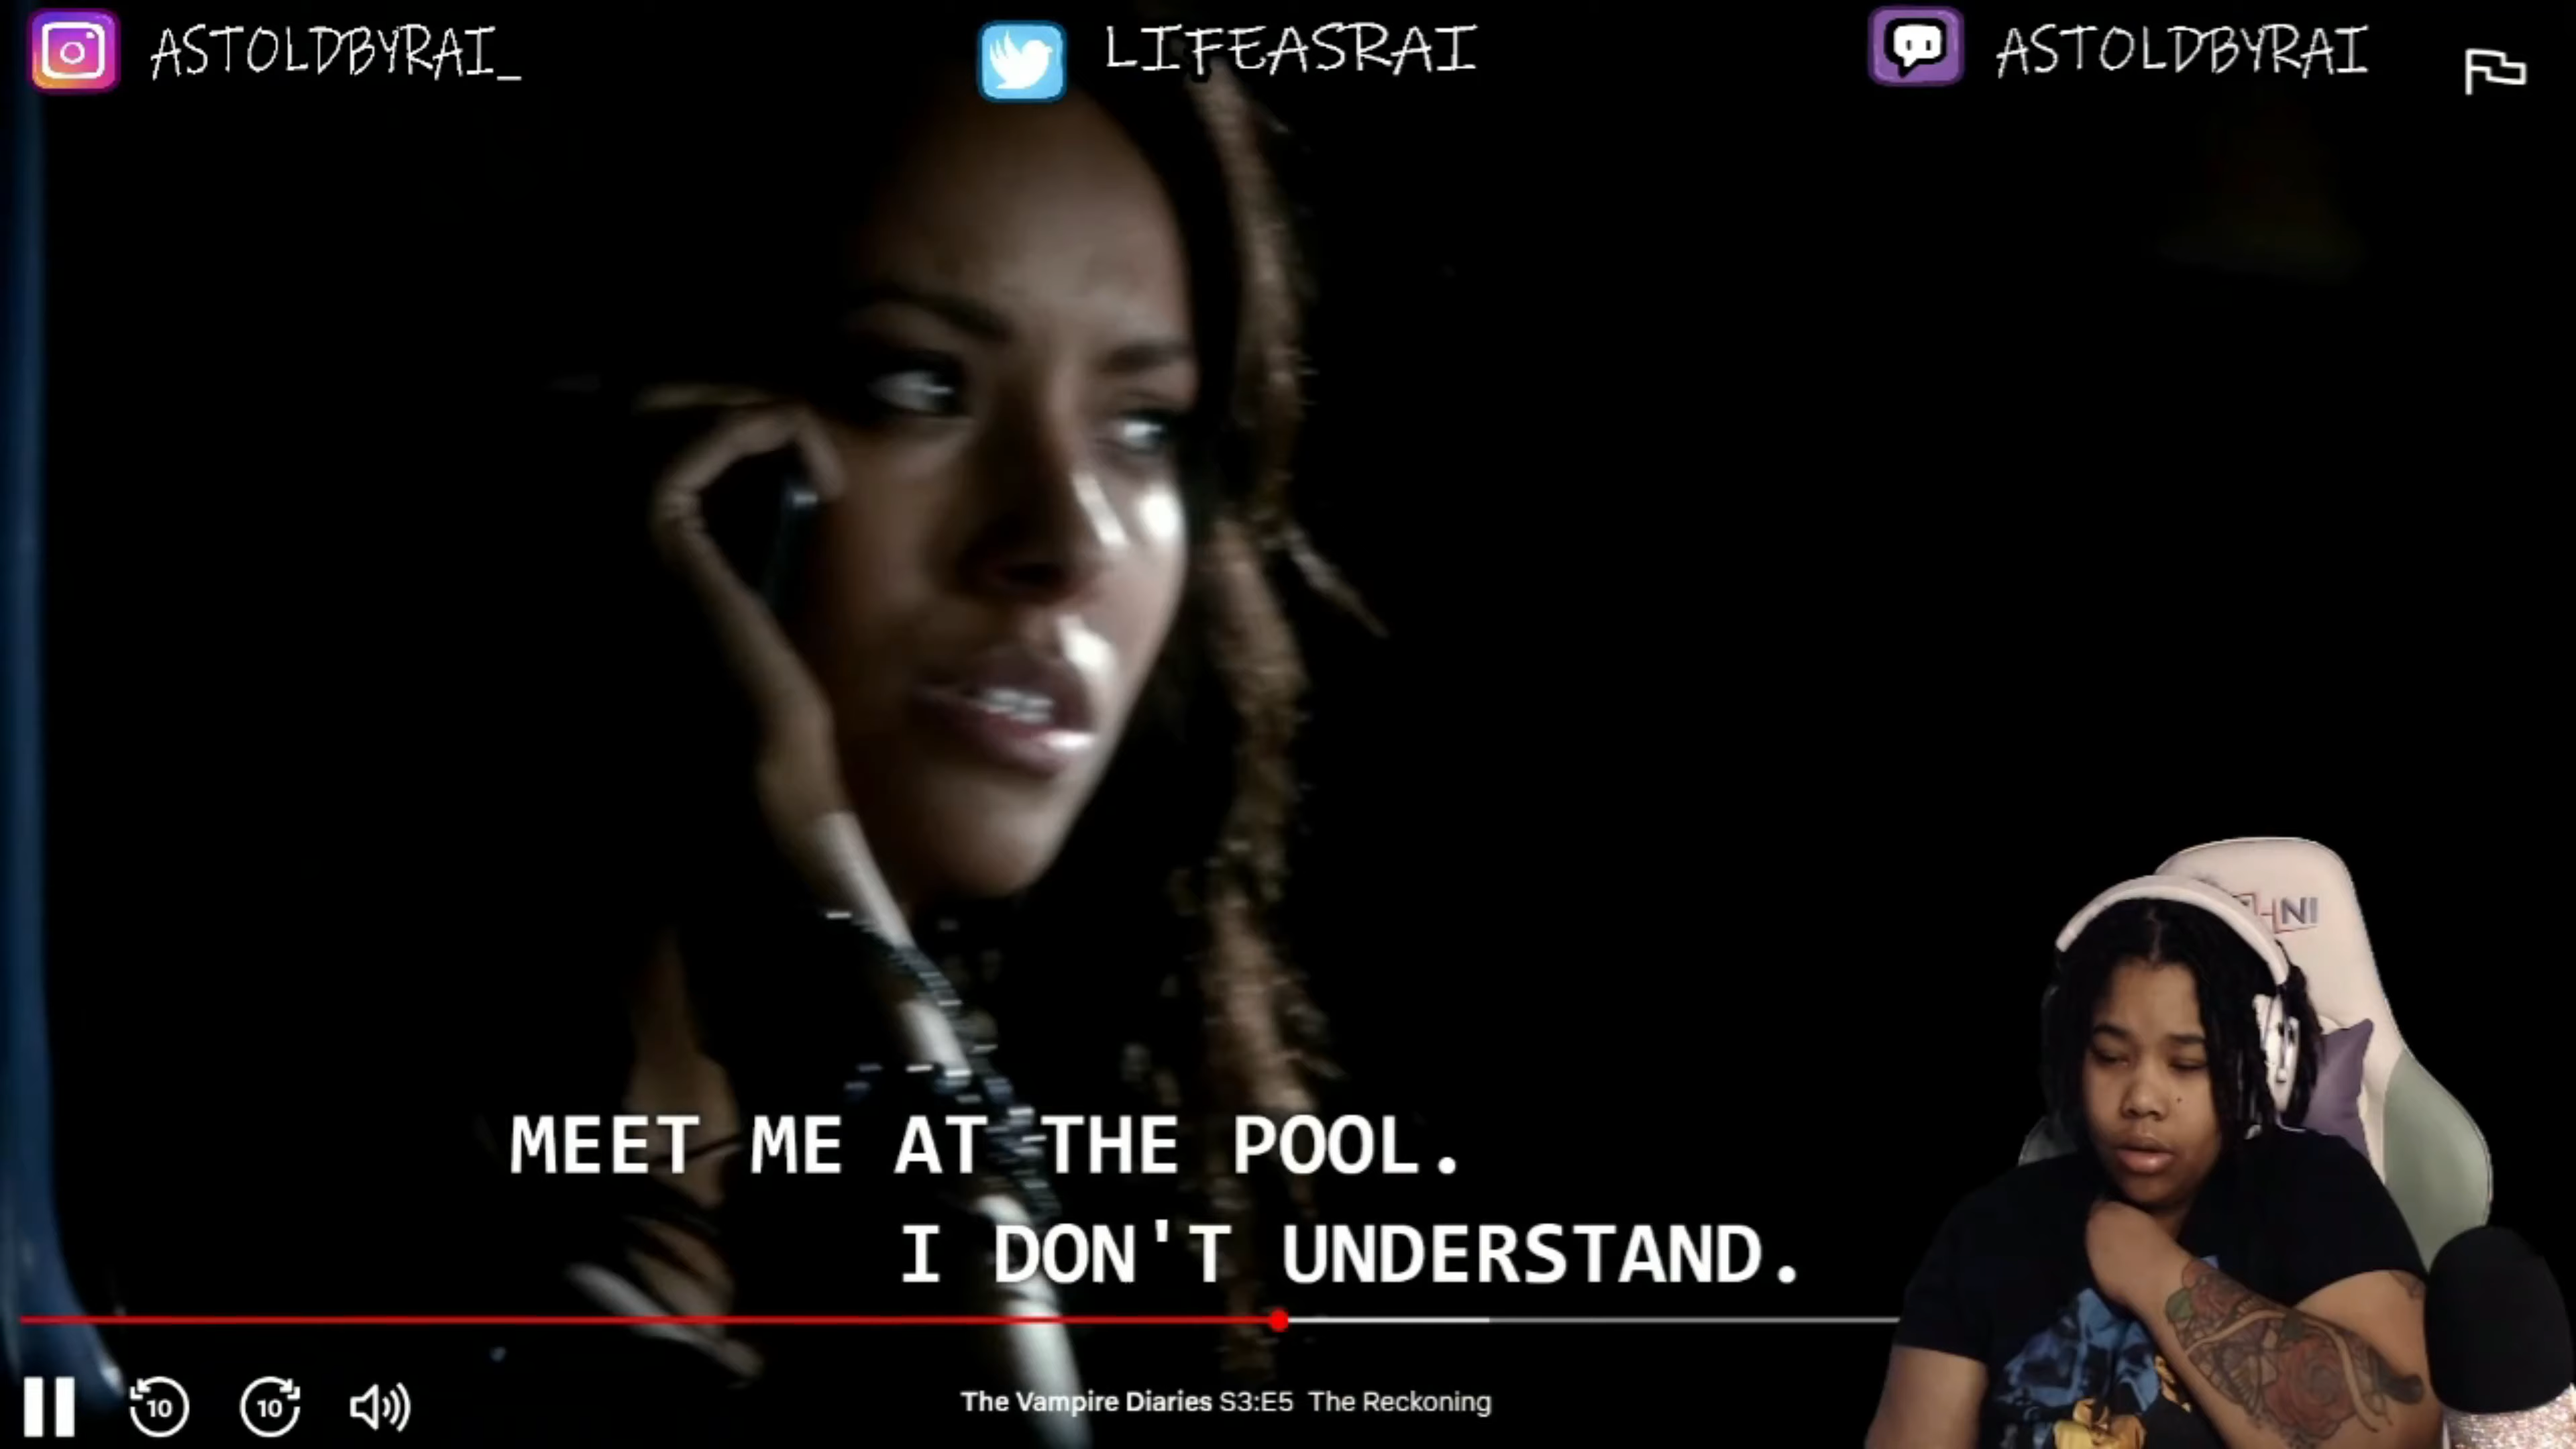 ASTOLDBYRAI_
LIFEASRAI
ASTOLDBYRAI
NI
MEET ME AT THE POOL.
I DON'T UNDERSTAND.
10
10
The Vampire Diaries S3:E5 The Reckoning